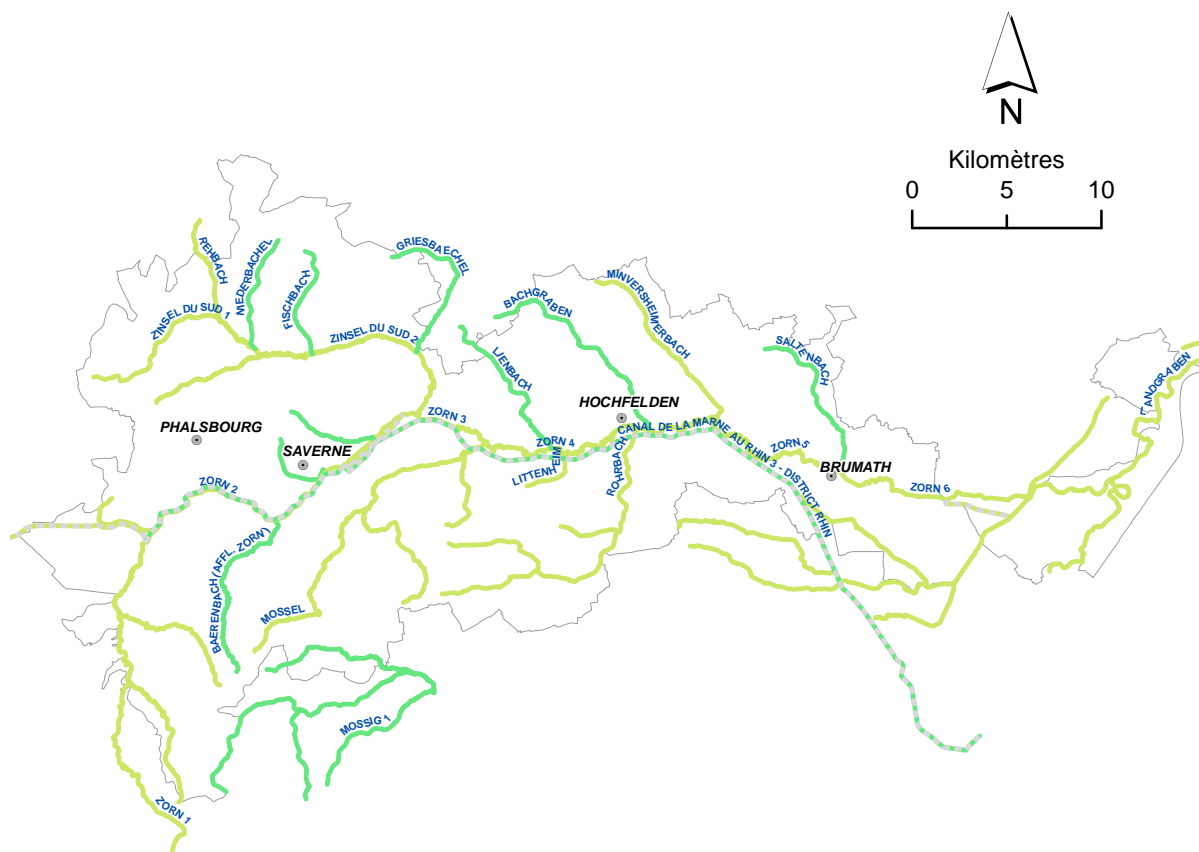 N
Kilomètres
0 5 10
REHBACH
NIEDERBACHEL
FISCHBACH
GRIESBAECHEL
ZINSEL DU SUD 1
ZINSEL DU SUD 2
BACHGRABEN
MINVERSHEIMERBACH
LIENBACH
SALTENBACH
LANDGRABEN
PHALSBOURG
SAVERNE
HOCHFELDEN
BRUMATH
ZORN 3
ZORN 4
LITTENHEIM
ROHRBACH
CANAL DE LA MARNE AU RHIN 3 - DISTRICT RHIN
ZORN 5
ZORN 6
ZORN 2
BAERENBACH (AFFL. ZORN)
MOSSEL
MOSSIG 1
ZORN 1